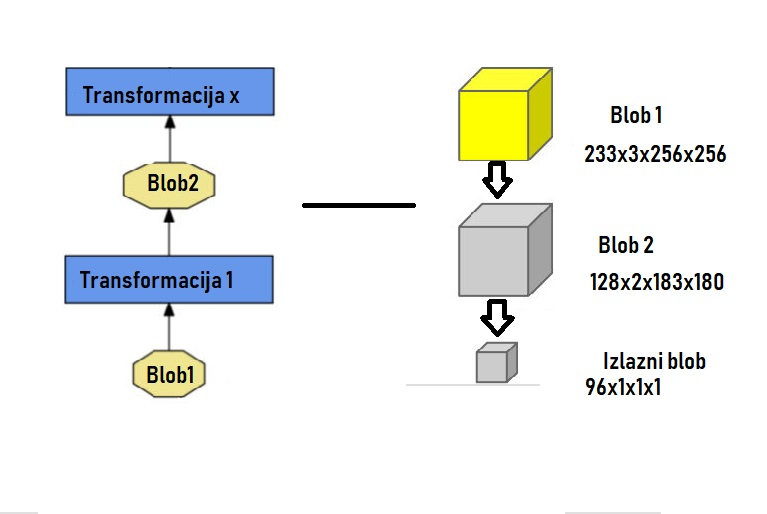 Transformacija x
Blob2
Transformacija 1
Blob1
Blob 1
233x3x256x256
Blob 2
128x2x183x180
Izlazni blob
96x1x1x1